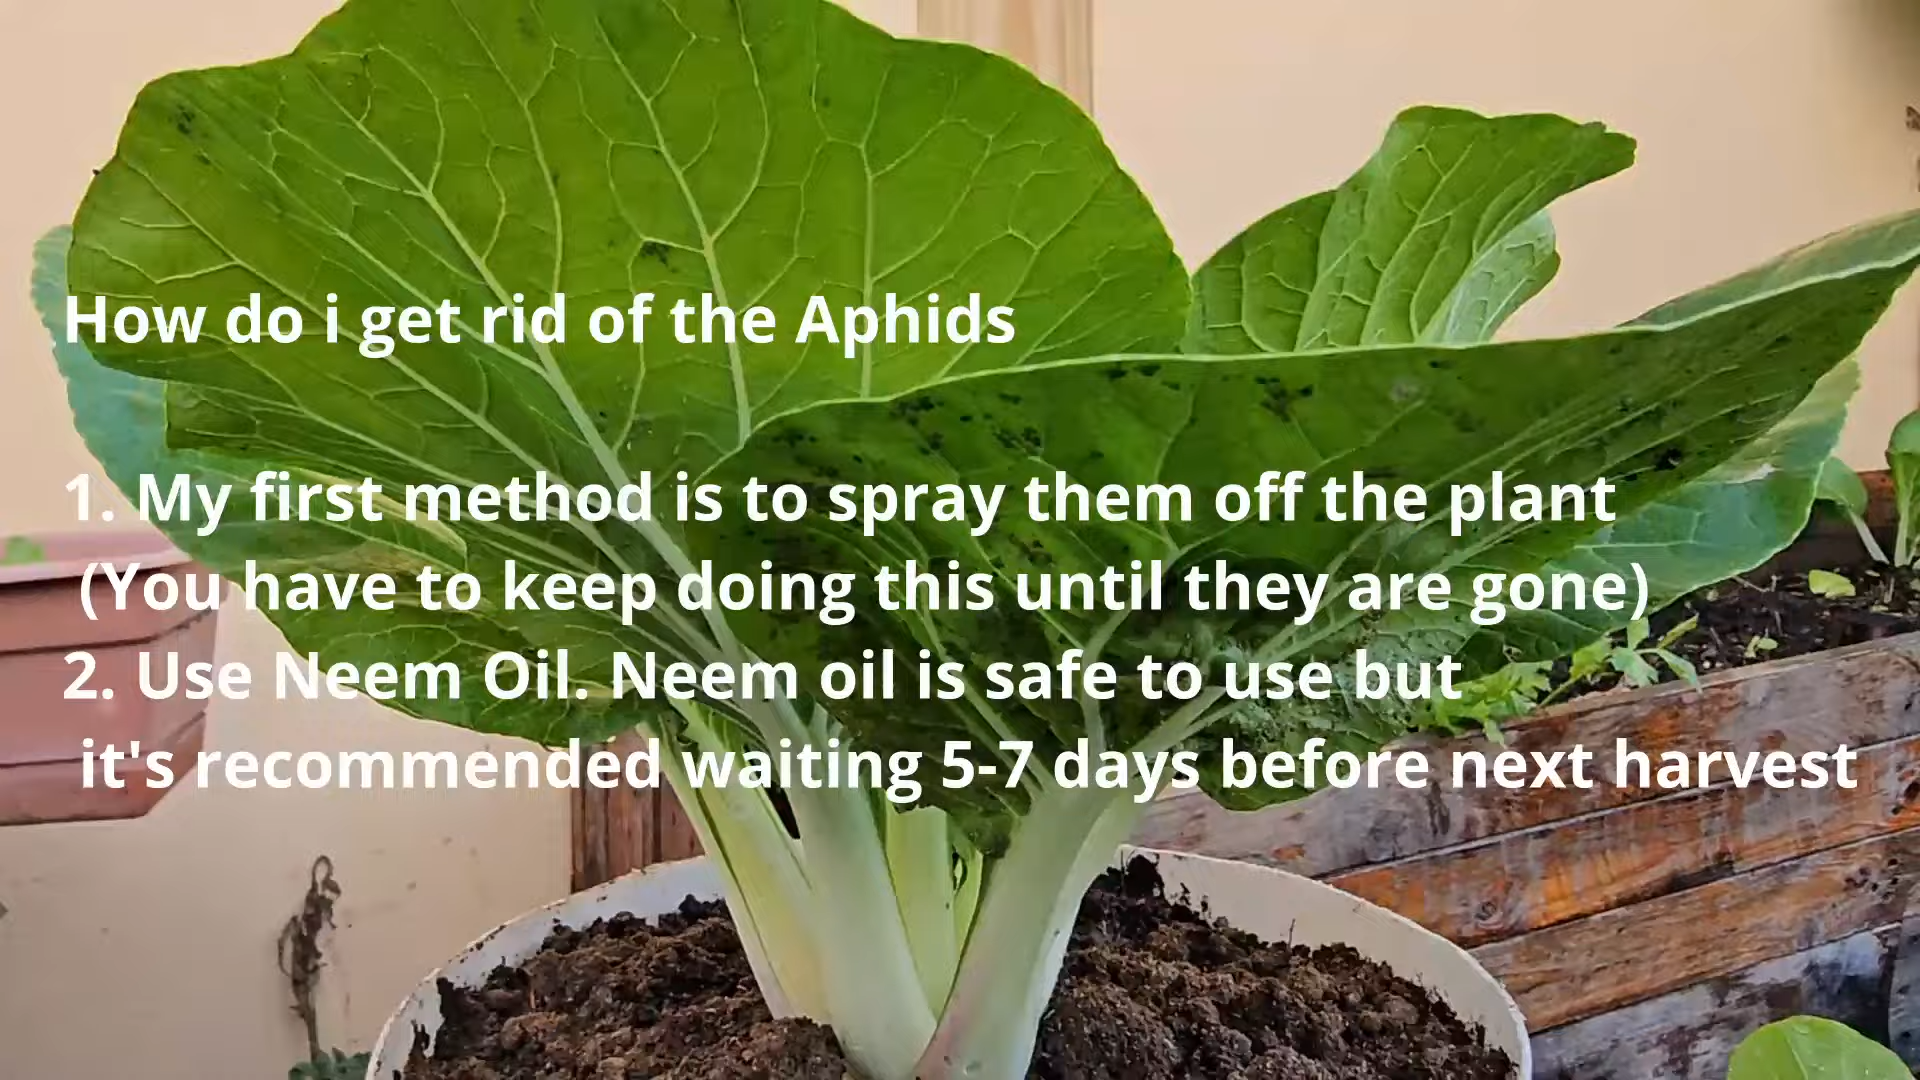 How do i get rid of the Aphids
1. My first method is to spray them off the plant
(You have to keep doing this until they are gone)
2. Use Neem Oil. Neem oil is safe to use but
it's recommended waiting 5-7 days before next harvest